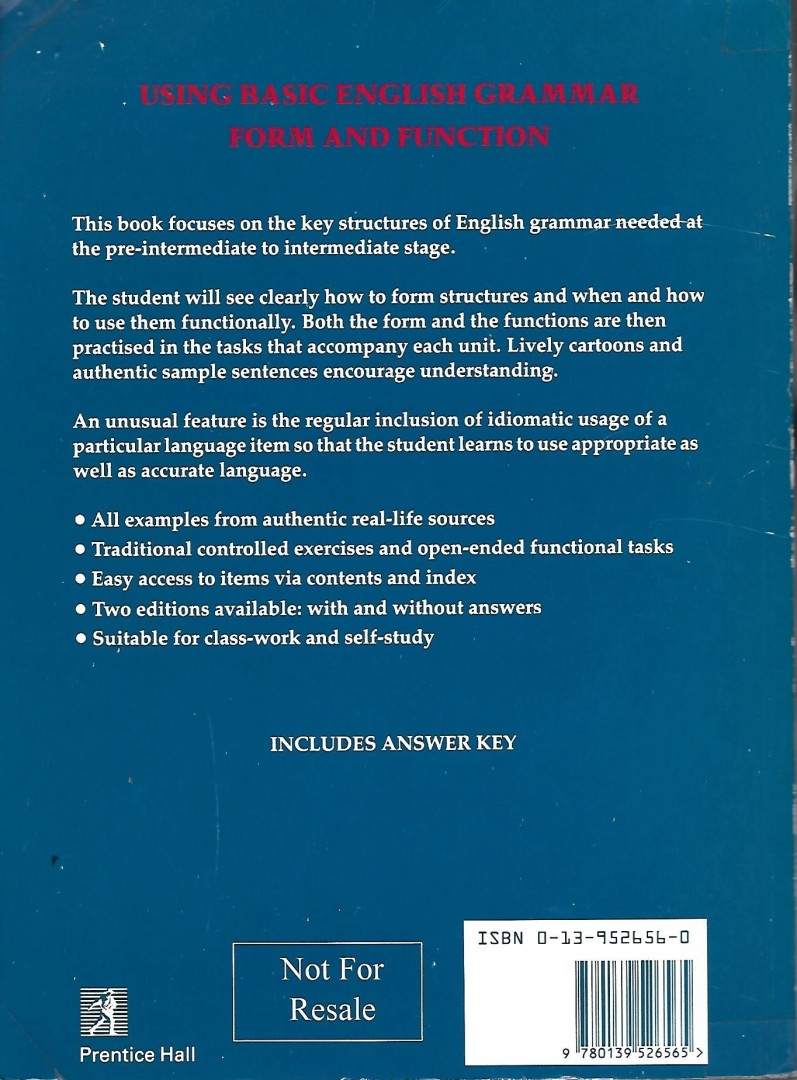 USING BASIC ENGLISH GRAMMAR
FORM AND FUNCTION
This book focuses on the key structures of English grammar needed at
the pre-intermediate to intermediate stage.
The student will see clearly how to form structures and when and how
to use them functionally. Both the form and the functions are then
practised in the tasks that accompany each unit. Lively cartoons and
authentic sample sentences encourage understanding.
An unusual feature is the regular inclusion of idiomatic usage of a
particular language item so that the student learns to use appropriate as
well as accurate language.
• All examples from authentic real-life sources
• Traditional controlled exercises and open-ended functional tasks
• Easy access to items via contents and index
• Two editions available: with and without answers
• Suitable for class-work and self-study
INCLUDES ANSWER KEY
Not For
Resale
ISBN 0-13-952656-0
9 780139 526565 >
Prentice Hall